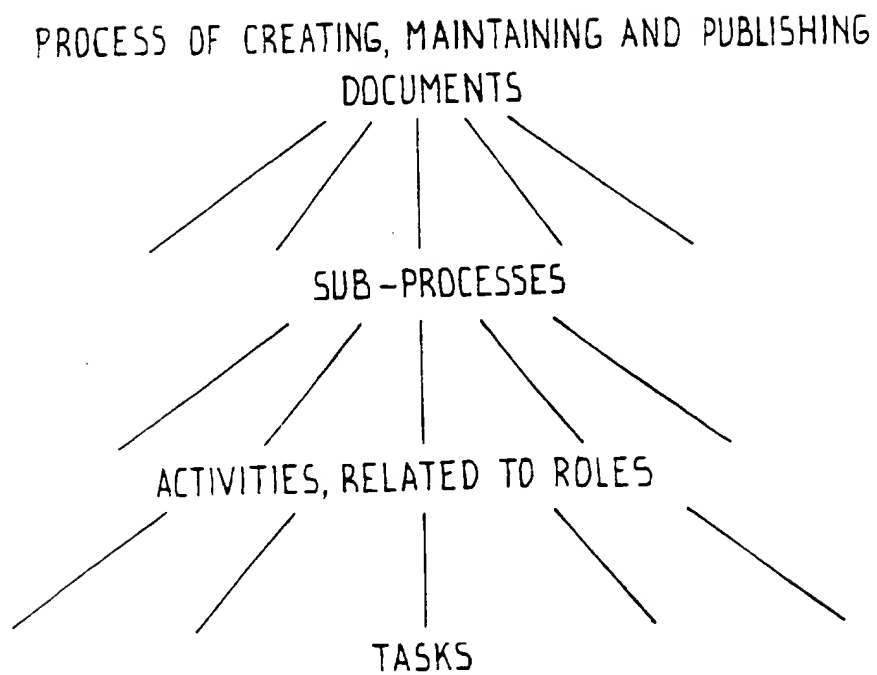 PROCESS OF CREATING, MAINTAINING AND PUBLISHING
DOCUMENTS
SUB-PROCESSES
ACTIVITIES, RELATED TO ROLES
TASKS